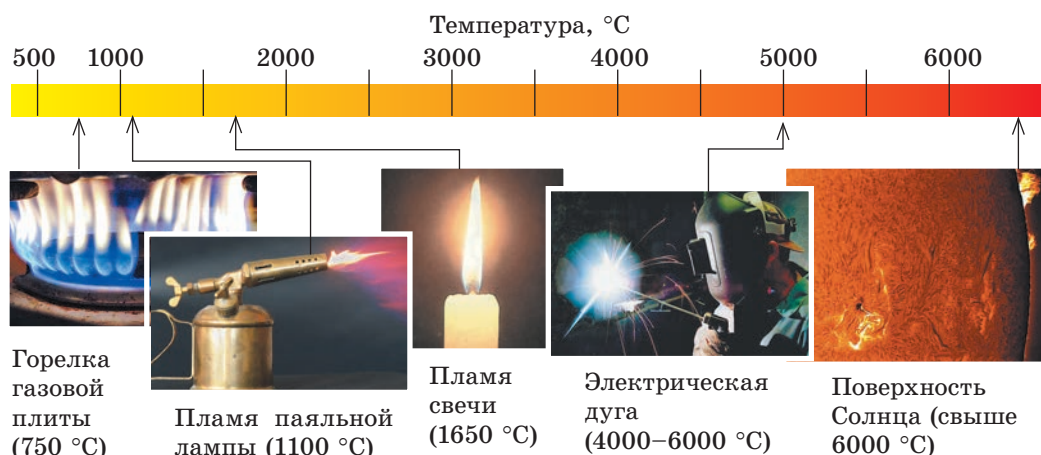 Температура, °C
500 1000 2000 3000 4000 5000 6000
Горелка
газовой
плиты
(750 °C)
Пламя паяльной
лампы (1100 °C)
Пламя
свечи
(1650 °C)
Электрическая
дуга
(4000–6000 °C)
Поверхность
Солнца (свыше
6000 °C)